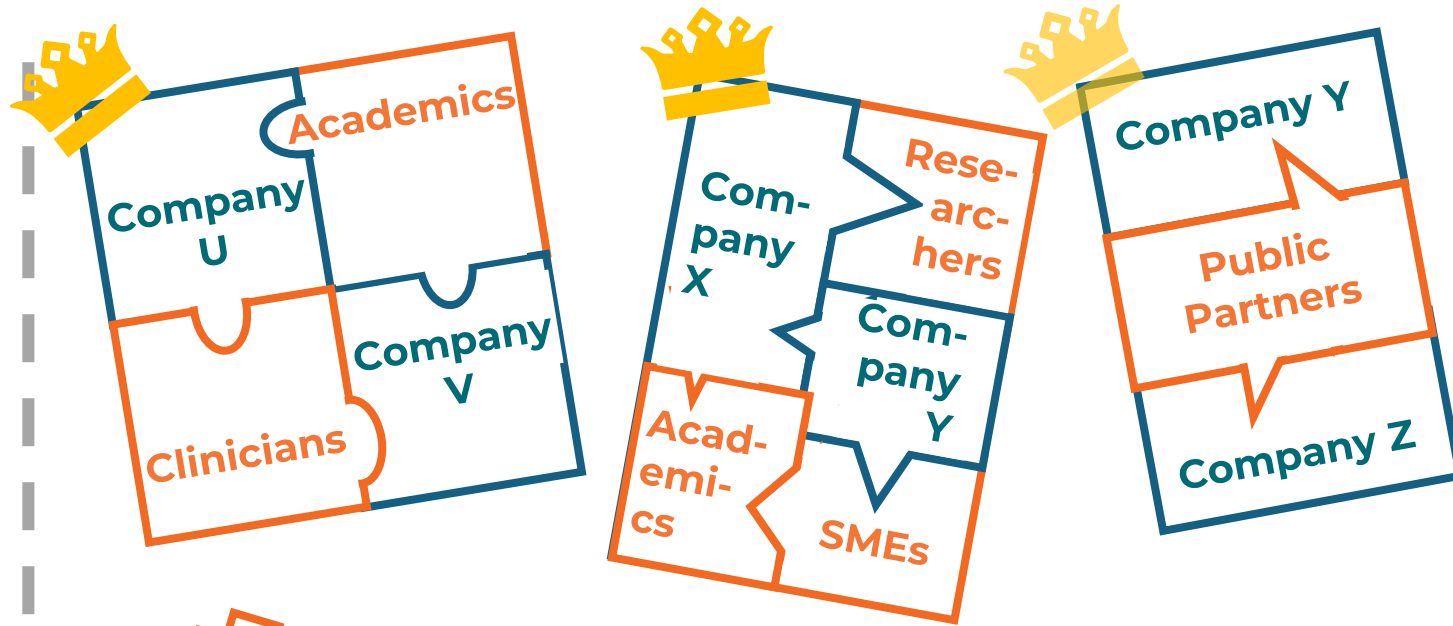 Academics
Company
U
Clinicians
Company
V
Com-
pany
X
Rese-
arc-
hers
Com-
pany
Y
Acad-
emi-
cs
SMEs
Company Y
Public
Partners
Company Z